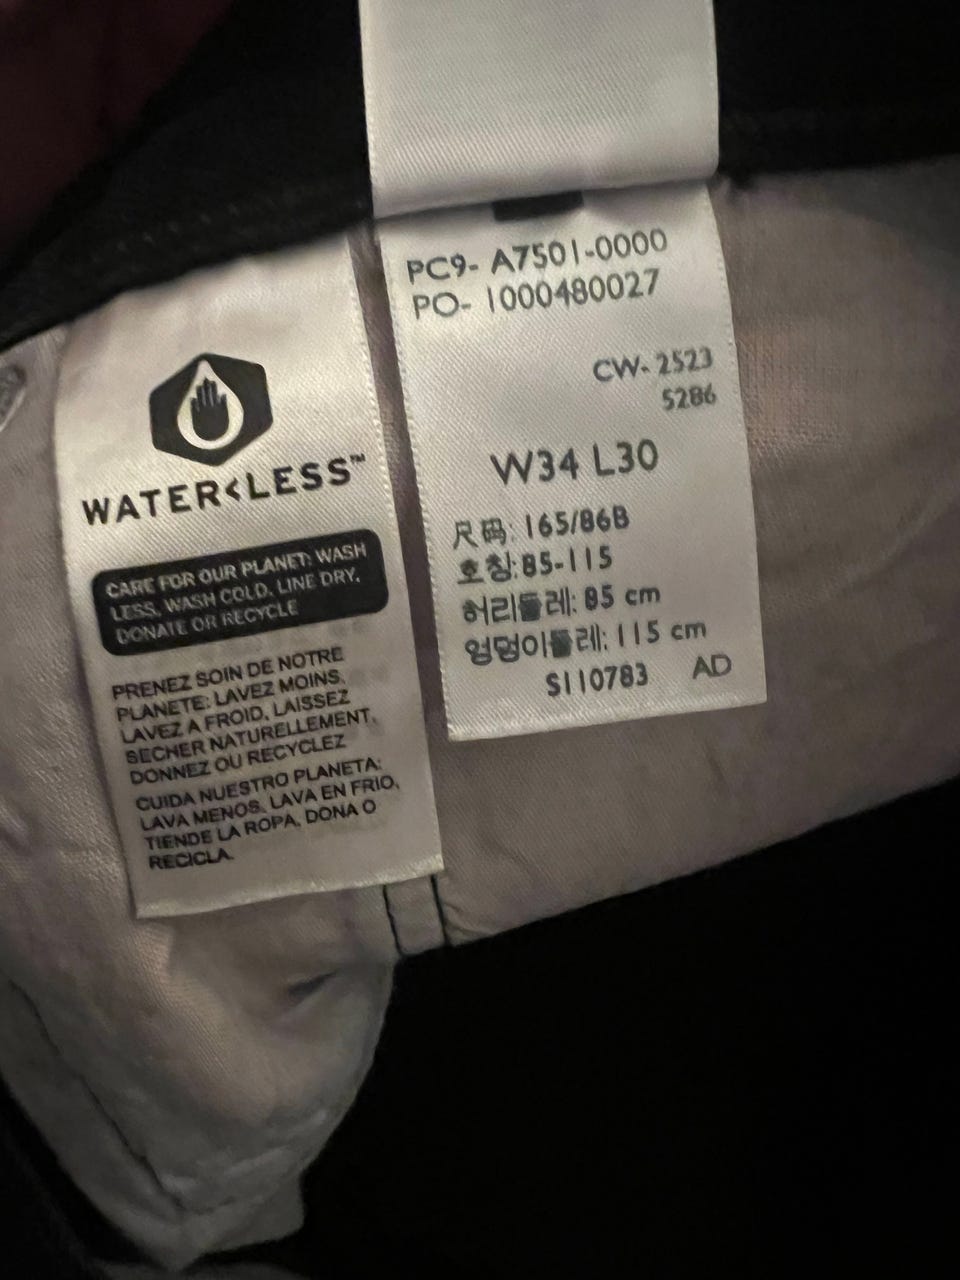 WATER<LESS™
CARE FOR OUR PLANET: WASH
LESS, WASH COLD, LINE DRY,
DONATE OR RECYCLE
PRENEZ SOIN DE NOTRE
PLANETE: LAVEZ MOINS,
LAVEZ A FROID, LAISSEZ
SECHER NATURELLEMENT,
DONNEZ OU RECYCLEZ
CUIDA NUESTRO PLANETA:
LAVA MENOS, LAVA EN FRIO,
TIENDE LA ROPA, DONA O
RECICLA.
PC9- A7501-0000
PO- 1000480027
CW- 2523
5286
W34 L30
尺码: 165/86B
호칭:85-115
허리둘레: 85 cm
엉덩이둘레: 115 cm
S110783 AD